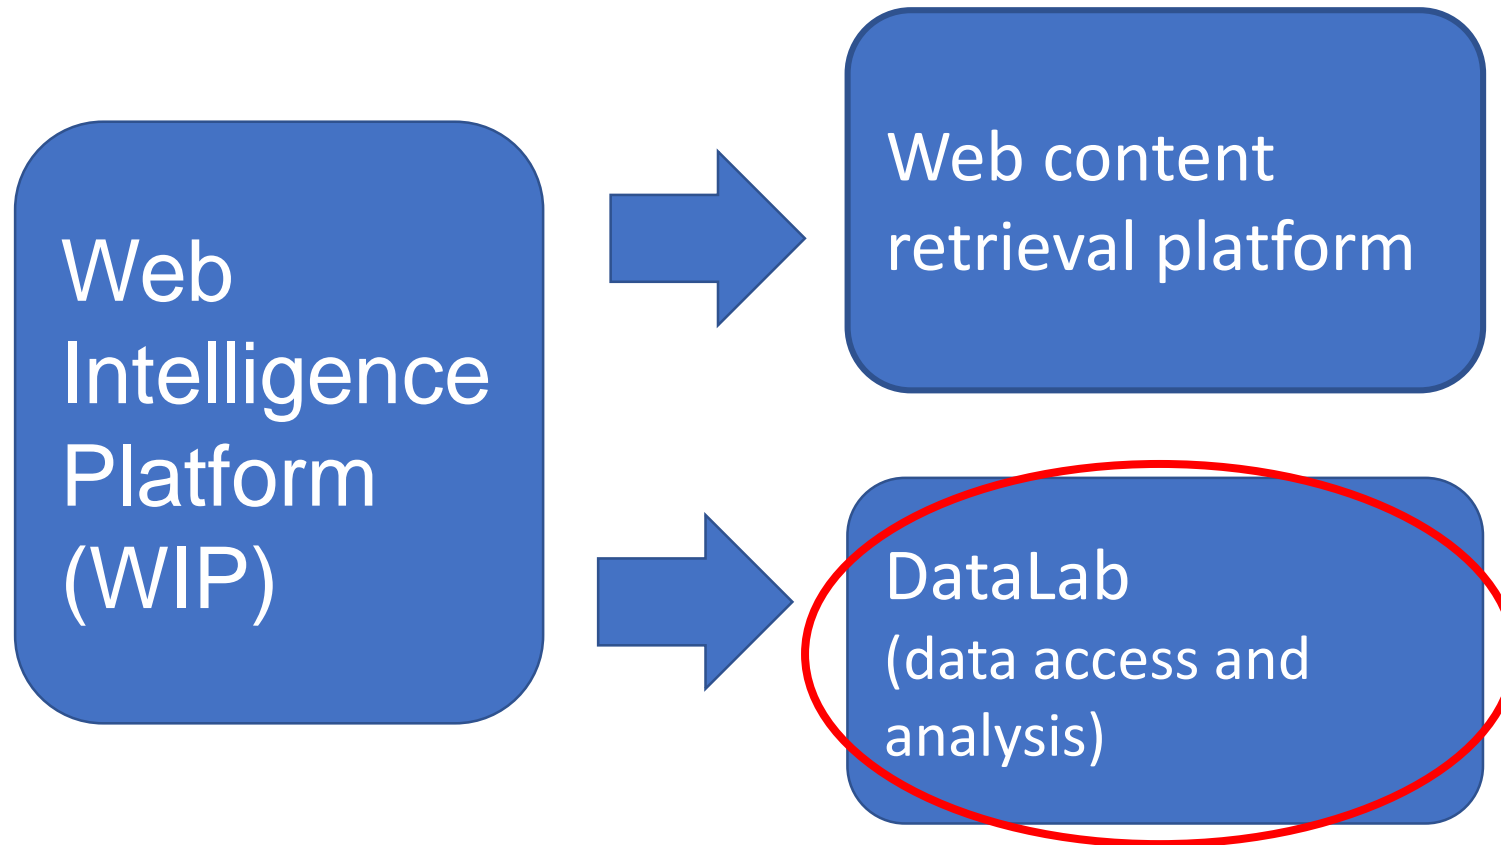 Web
Intelligence
Platform
(WIP)
Web content
retrieval platform
DataLab
(data access and
analysis)